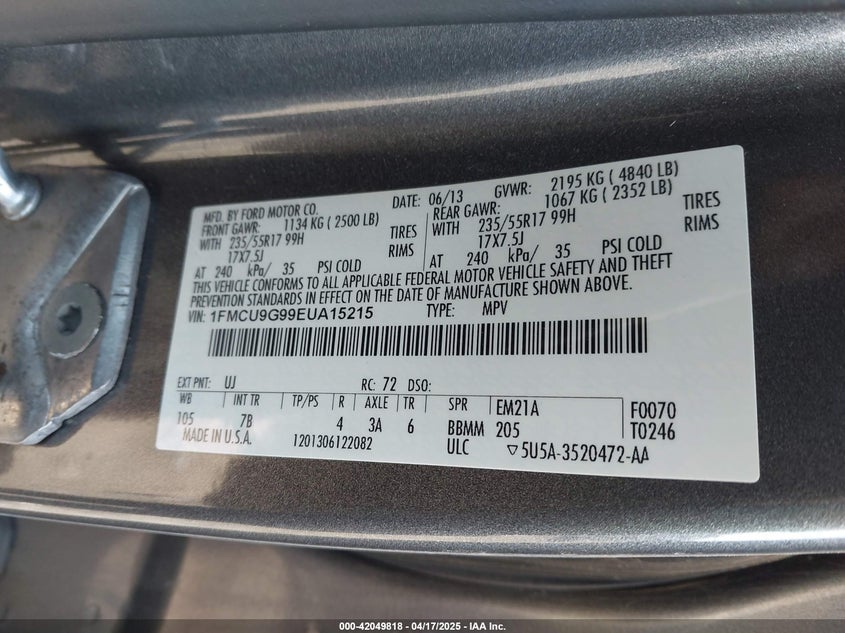 MFD. BY FORD MOTOR CO. DATE: 06/13 GVWR: 2195 KG ( 4840 LB)
FRONT GAWR: 1134 KG ( 2500 LB) REAR GAWR: 1067 KG ( 2352 LB)
WITH 235/55R17 99H TIRES WITH 235/55R17 99H TIRES
17X7.5J RIMS 17X7.5J RIMS
AT 240 kPa/ 35 PSI COLD AT 240 kPa/ 35 PSI COLD
THIS VEHICLE CONFORMS TO ALL APPLICABLE FEDERAL MOTOR VEHICLE SAFETY AND THEFT
PREVENTION STANDARDS IN EFFECT ON THE DATE OF MANUFACTURE SHOWN ABOVE.
VIN: 1FMCU9G99EUA15215 TYPE: MPV
EXT PNT: UJ RC: 72 DSO:
WB INT TR TP/PS R AXLE TR SPR EM21A F0070
105 7B 4 3A 6 BBMM 205 T0246
MADE IN U.S.A. 1201306122082 ULC ▽5U5A-3520472-AA
000-42049818 - 04/17/2025 - IAA Inc.